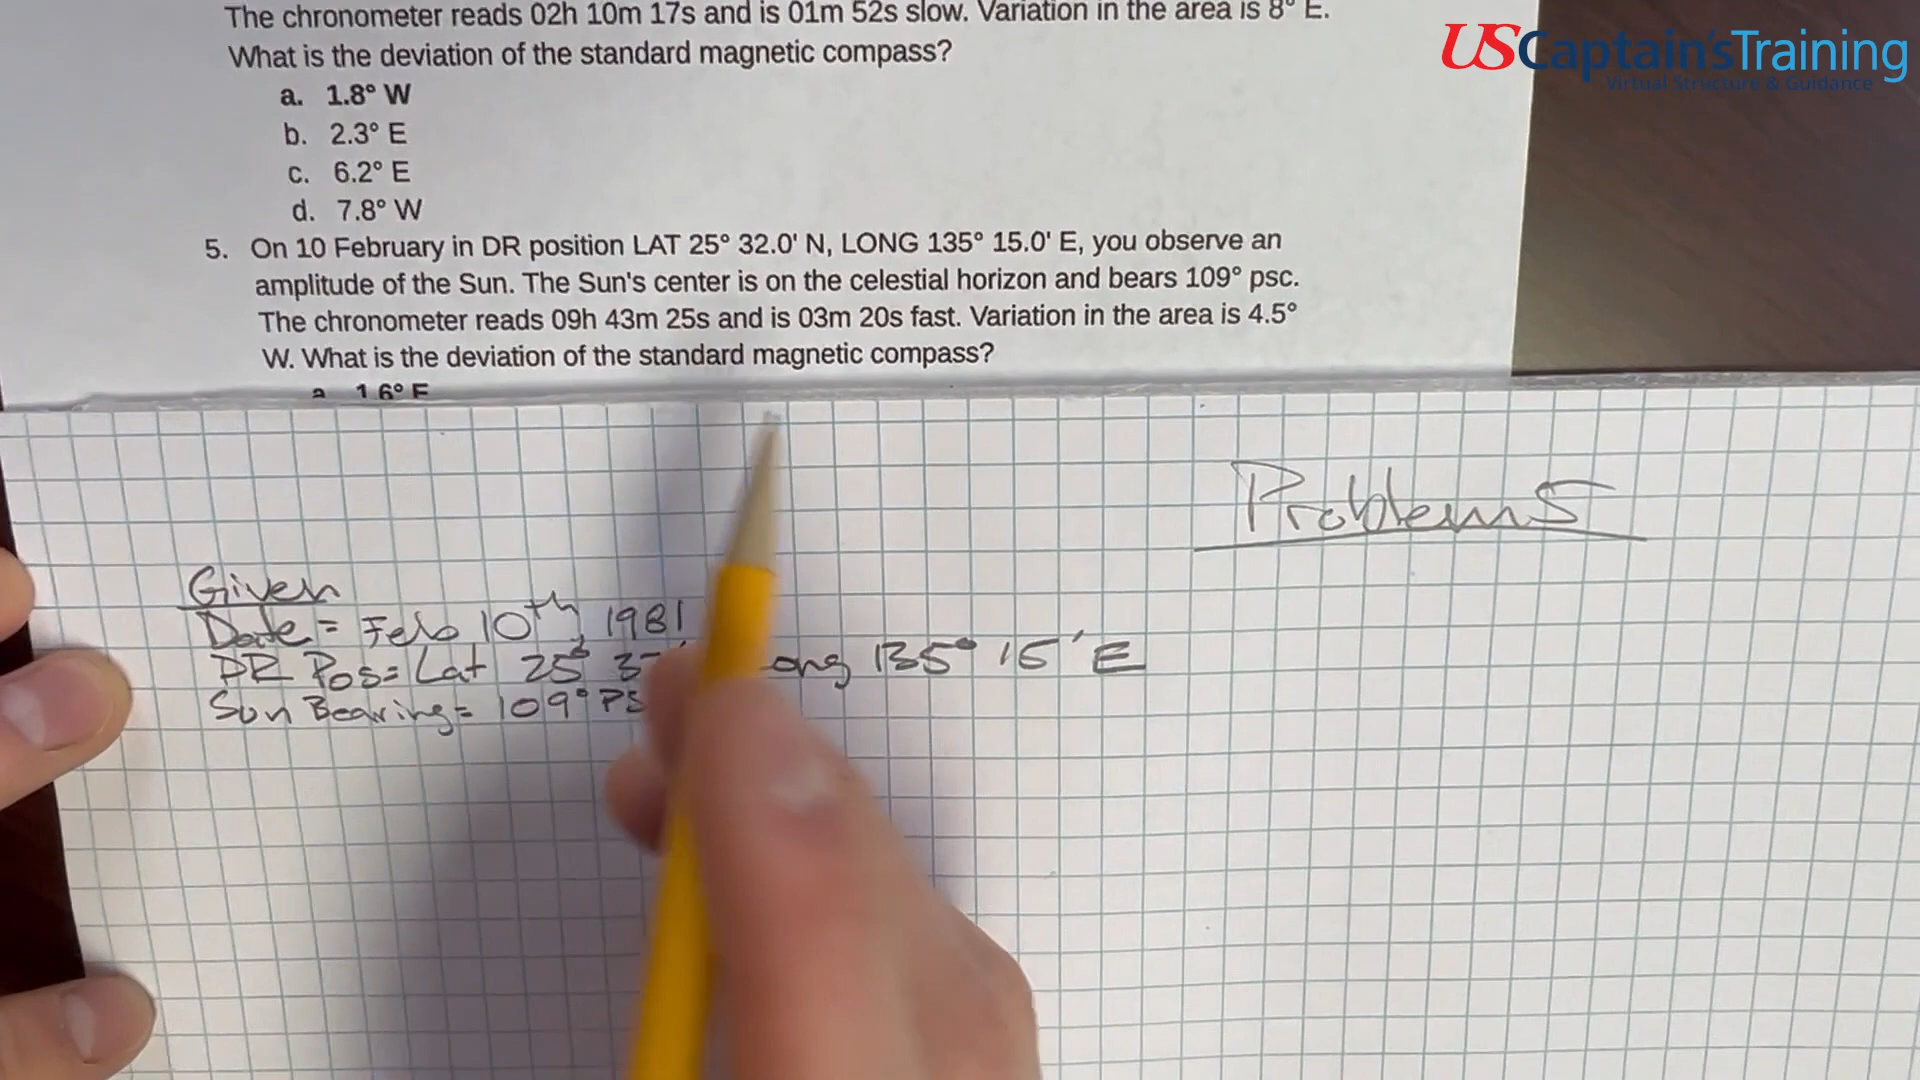 The chronometer reads 02h 10m 17s and is 01m 52s slow. Variation in the area is 8° E.
What is the deviation of the standard magnetic compass?
a. 1.8° W
b. 2.3° E
c. 6.2° E
d. 7.8° W
5. On 10 February in DR position LAT 25° 32.0' N, LONG 135° 15.0' E, you observe an
amplitude of the Sun. The Sun's center is on the celestial horizon and bears 109° psc.
The chronometer reads 09h 43m 25s and is 03m 20s fast. Variation in the area is 4.5°
W. What is the deviation of the standard magnetic compass?
a 1.6° E
USCaptain'sTraining
Virtual Structure & Guidance
Problem 5
Given
Date = Feb 10th 1981
DR Pos = Lat 25° 135° 15' E
Sun Bearing = 109° PS